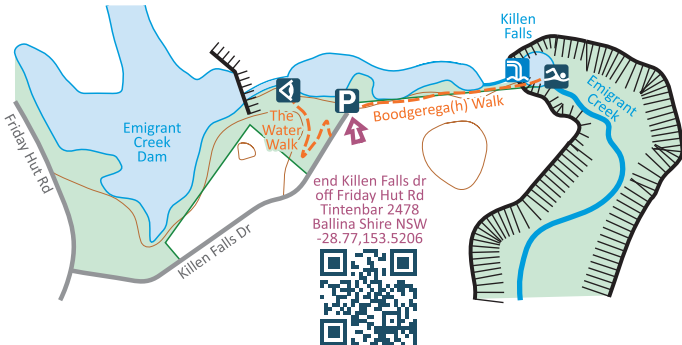 Killen
Falls
Emigrant
Creek
Emigrant
Creek
Dam
The
Water
Walk
P
Boodgerega(h) Walk
Friday Hut Rd
Killen Falls Dr
end Killen Falls dr
off Friday Hut Rd
Tintenbar 2478
Ballina Shire NSW
-28.77,153.5206